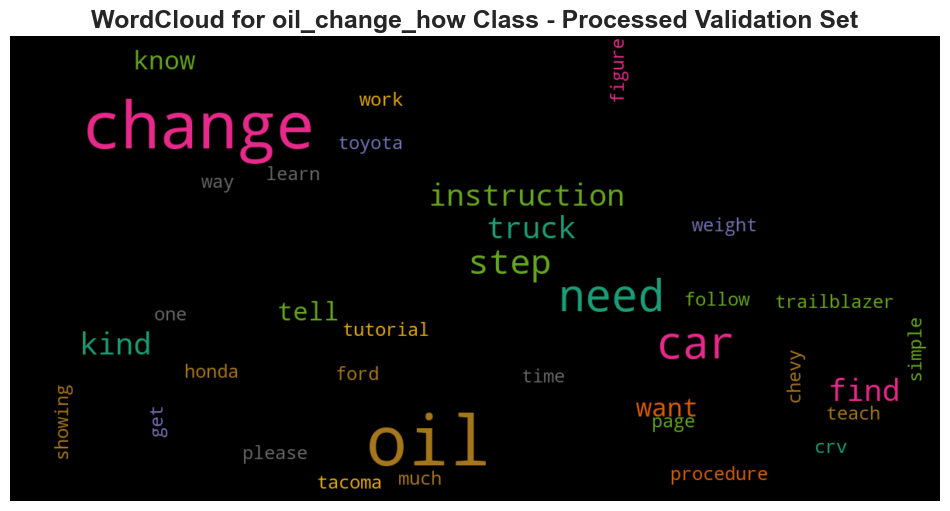 WordCloud for oil_change_how Class - Processed Validation Set
know
figure
work
change
toyota
way
learn
instruction
truck
weight
step
need
follow
trailblazer
one
tell
tutorial
kind
car
simple
honda
ford
time
chevy
find
showing
get
want
page
teach
oil
please
crv
tacoma
much
procedure